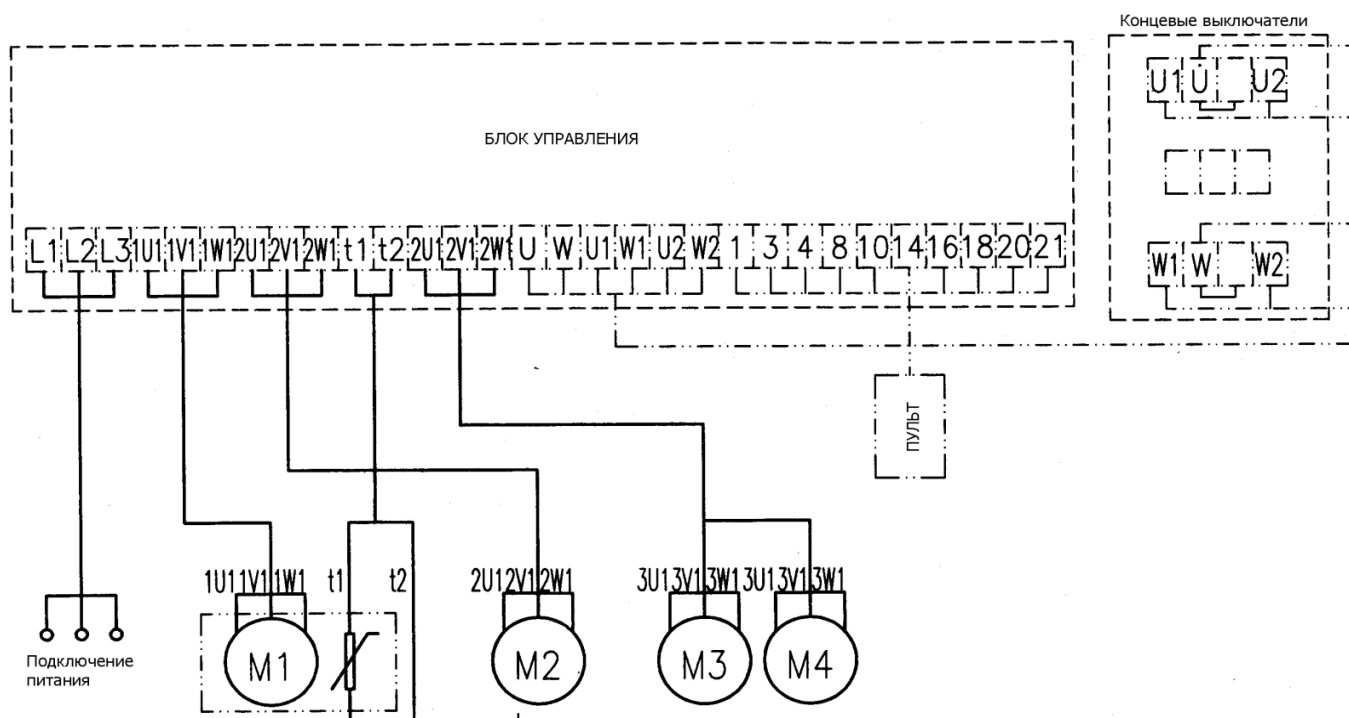 Концевые выключатели
U1 U U2
БЛОК УПРАВЛЕНИЯ
L1 L2 L3 1U1 1V1 1W1 2U1 2V1 2W1 t1 t2 2U1 2V1 2W1 U W U1 W1 U2 W2 1 3 4 8 10 14 16 18 20 21
W1 W W2
ПУЛЬТ
1U1 1V1 1W1 t1 t2 2U1 2V1 2W1 3U1 3V1 3W1 3U1 3V1 3W1
M1 M2 M3 M4
Подключение
питания